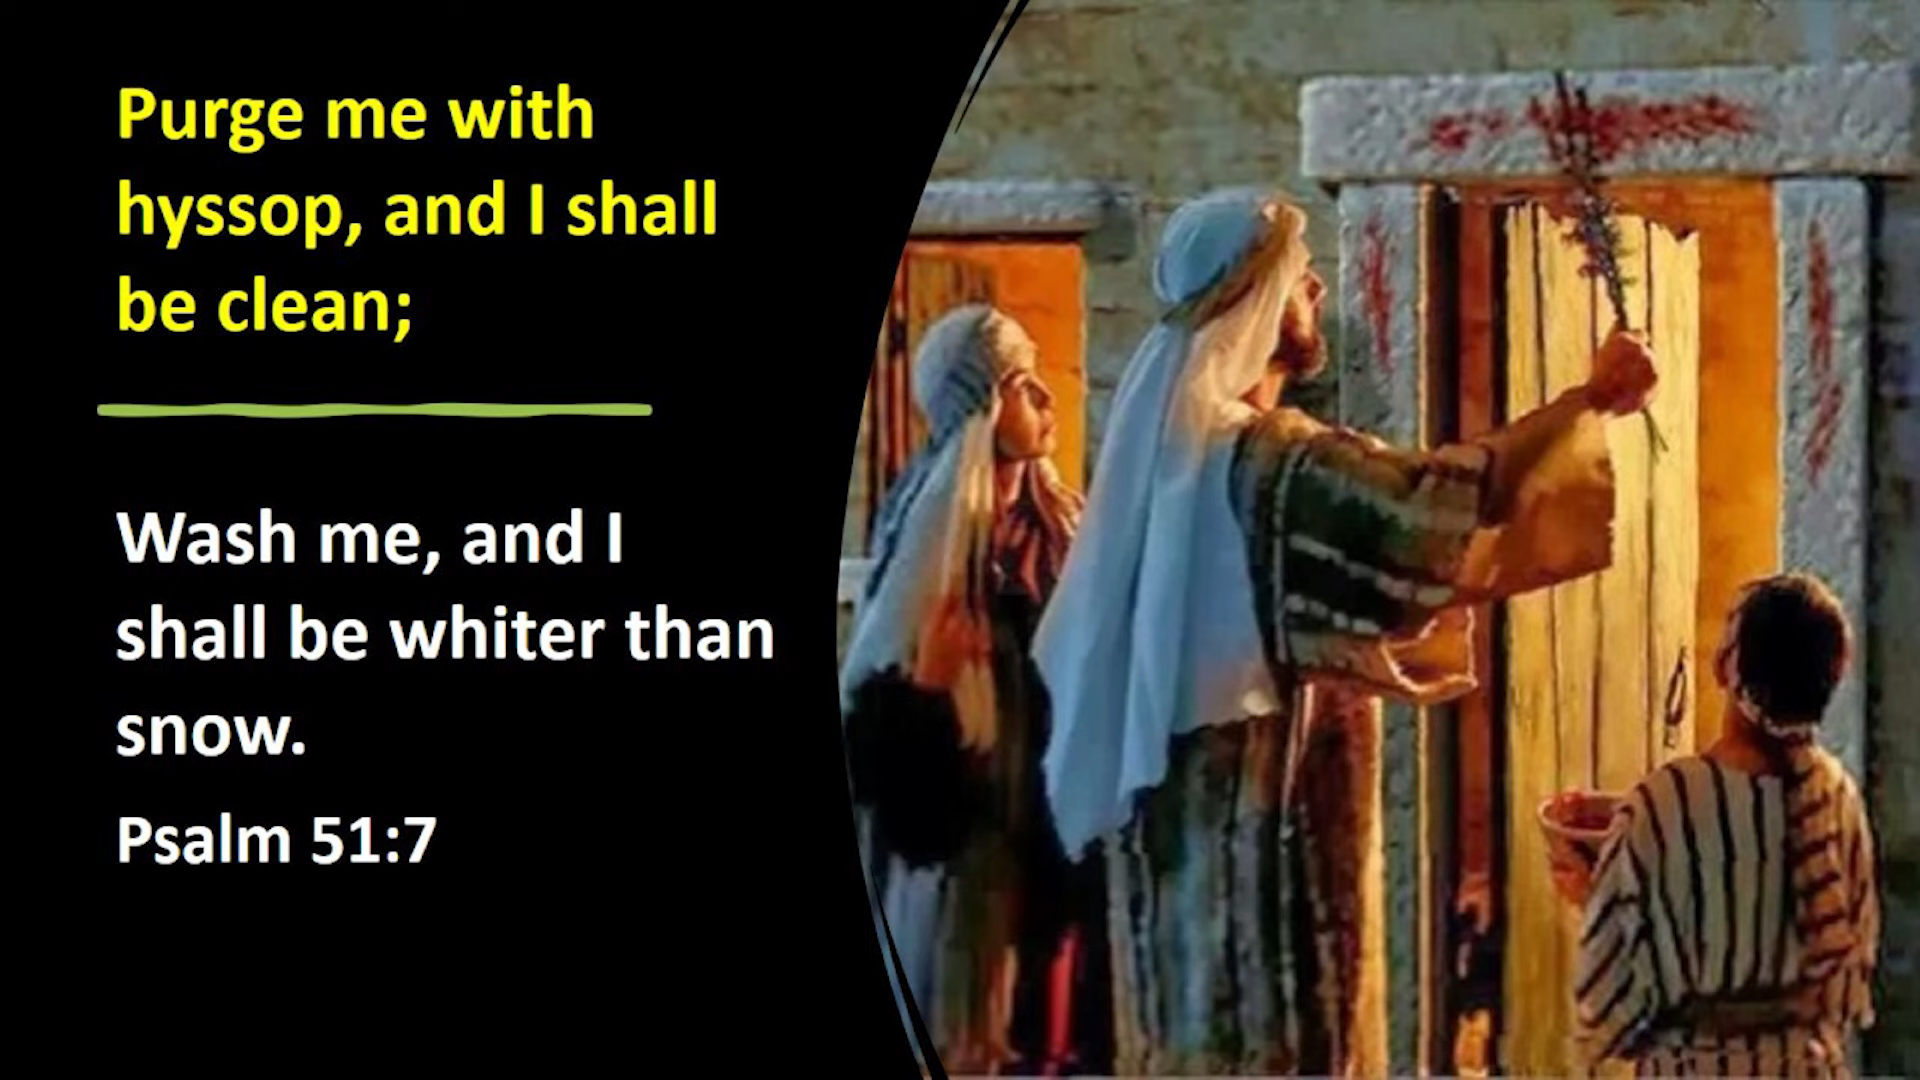 Purge me with
hyssop, and I shall
be clean;
Wash me, and I
shall be whiter than
snow.
Psalm 51:7